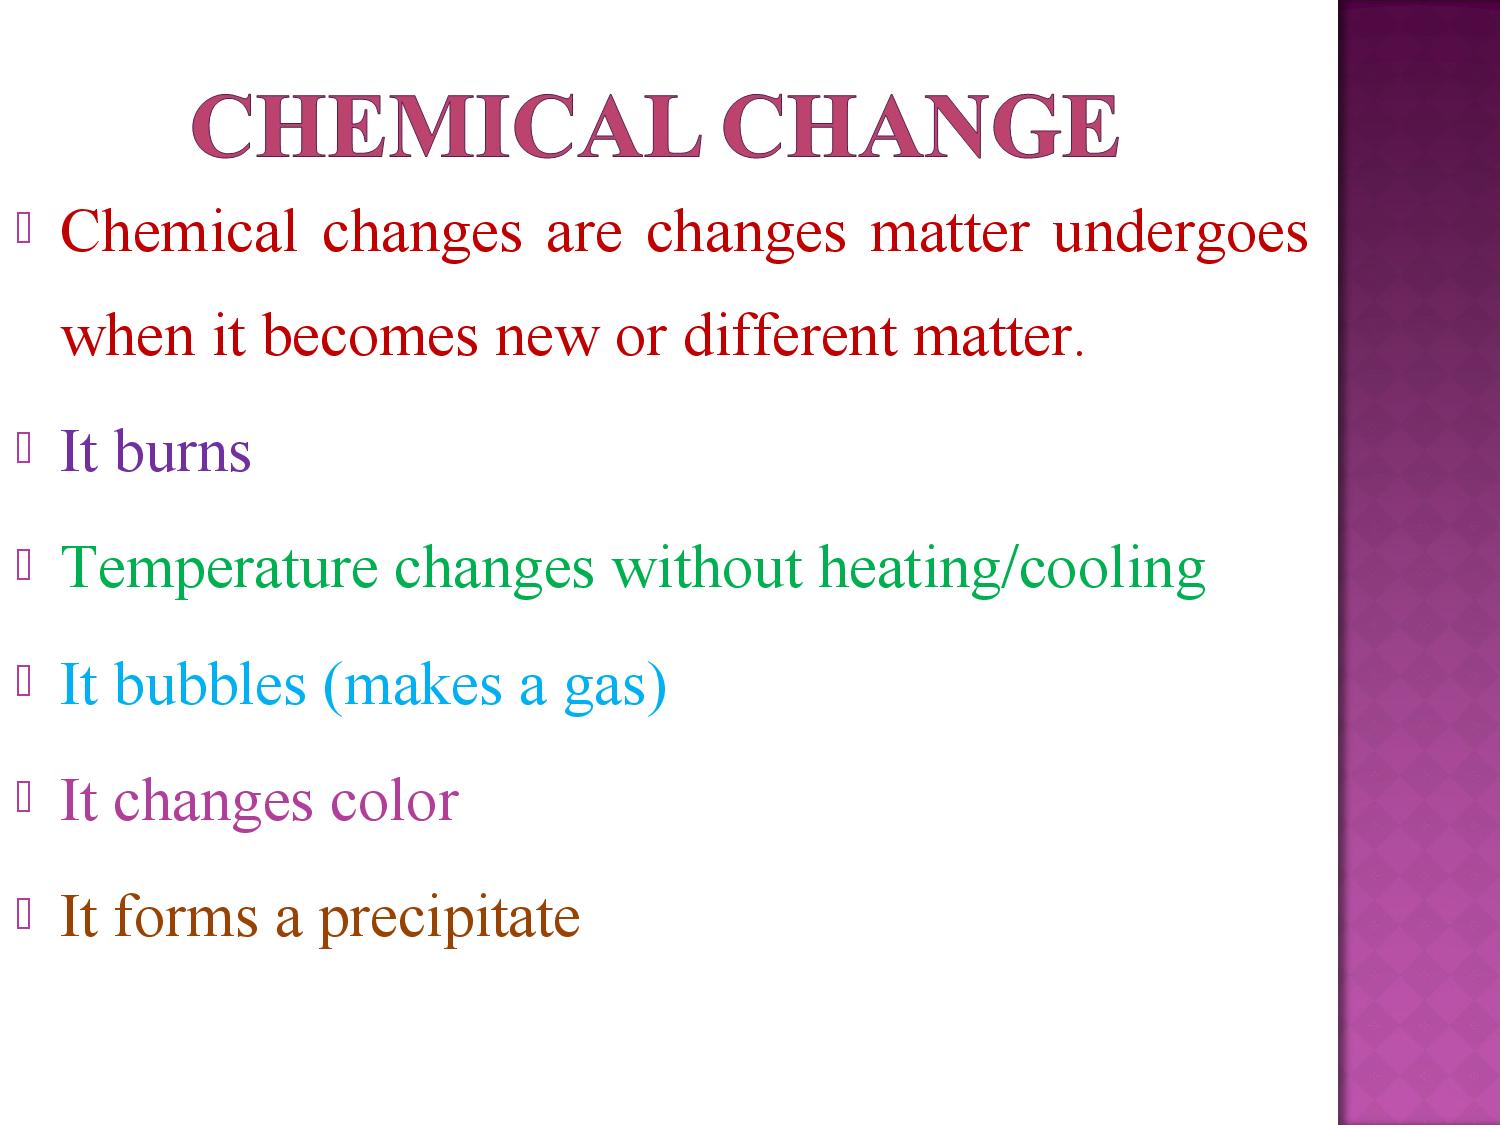 CHEMICAL CHANGE
Chemical changes are changes matter undergoes
when it becomes new or different matter.
It burns
Temperature changes without heating/cooling
It bubbles (makes a gas)
It changes color
It forms a precipitate